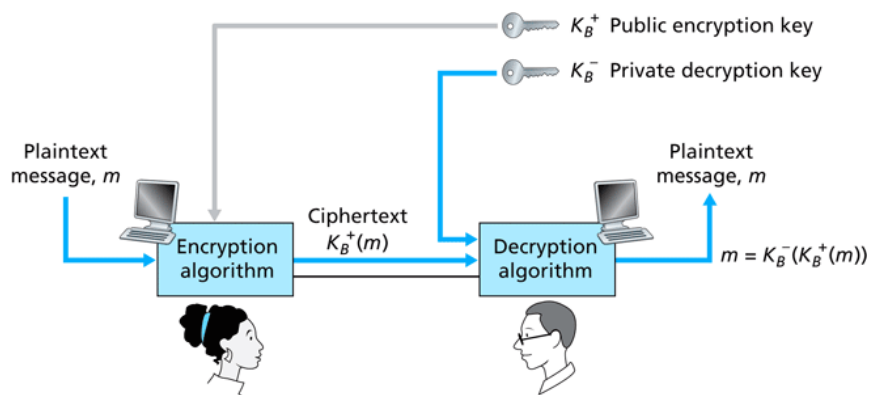 K_B^+ Public encryption key
K_B^- Private decryption key
Plaintext
message, m
Plaintext
message, m
Encryption
algorithm
Ciphertext
K_B^+(m)
Decryption
algorithm
m = K_B^-(K_B^+(m))